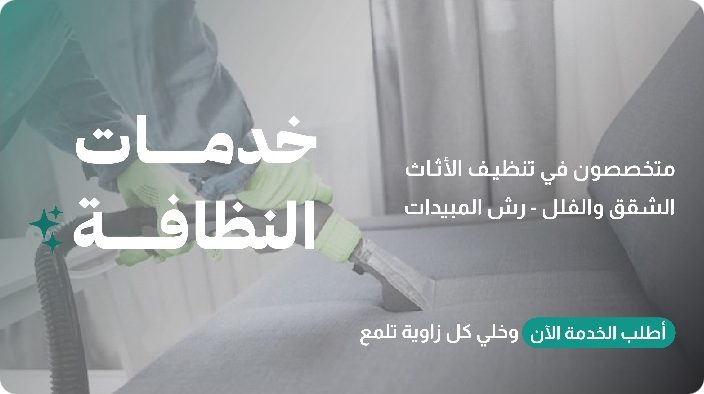 خدمــات
النظافــة
متخصصون في تنظيف الأثاث
الشقق والفلل - رش المبيدات
أطلب الخدمة الآن وخلي كل زاوية تلمع